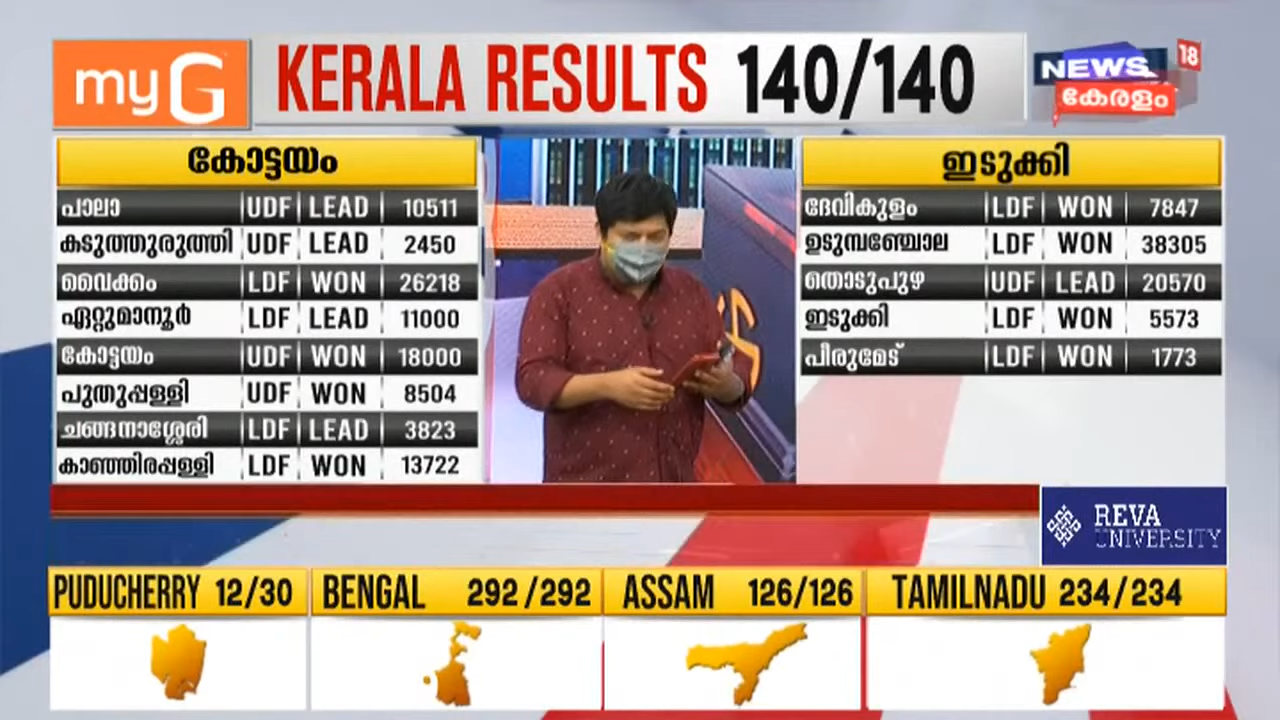 myG
KERALA RESULTS 140/140
NEWS 18
കേരളം
കോട്ടയം
പാലാ UDF LEAD 10511
കടുത്തുരുത്തി UDF LEAD 2450
വൈക്കം LDF WON 26218
ഏറ്റുമാനൂർ LDF LEAD 11000
കോട്ടയം UDF WON 18000
പുതുപ്പള്ളി UDF WON 8504
ചങ്ങനാശ്ശേരി LDF LEAD 3823
കാഞ്ഞിരപ്പള്ളി LDF WON 13722
ഇടുക്കി
ദേവികുളം LDF WON 7847
ഉടുമ്പഞ്ചോല LDF WON 38305
തൊടുപുഴ UDF LEAD 20570
ഇടുക്കി LDF WON 5573
പീരുമേട് LDF WON 1773
REVA
UNIVERSITY
PUDUCHERRY 12/30 BENGAL 292/292 ASSAM 126/126 TAMILNADU 234/234